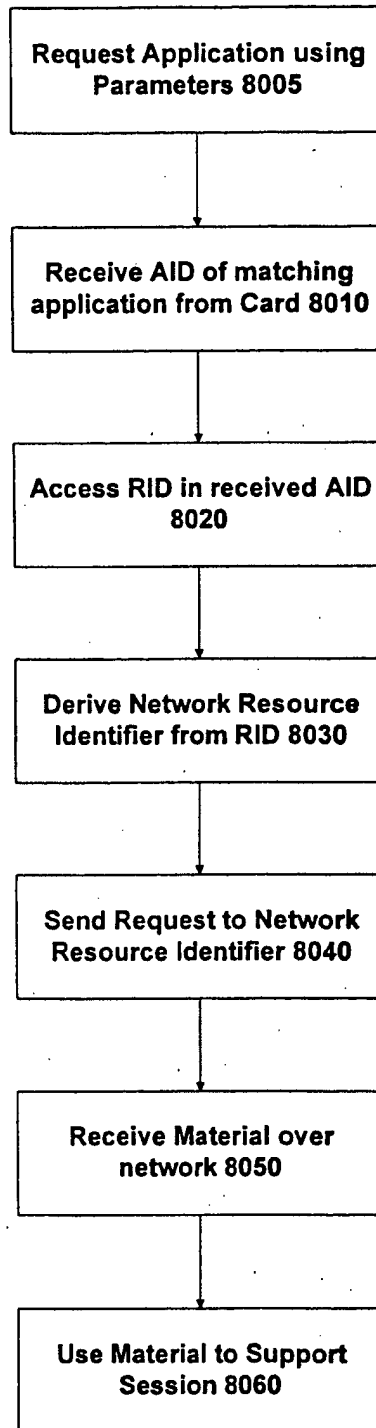 Request Application using
Parameters 8005
Receive AID of matching
application from Card 8010
Access RID in received AID
8020
Derive Network Resource
Identifier from RID 8030
Send Request to Network
Resource Identifier 8040
Receive Material over
network 8050
Use Material to Support
Session 8060